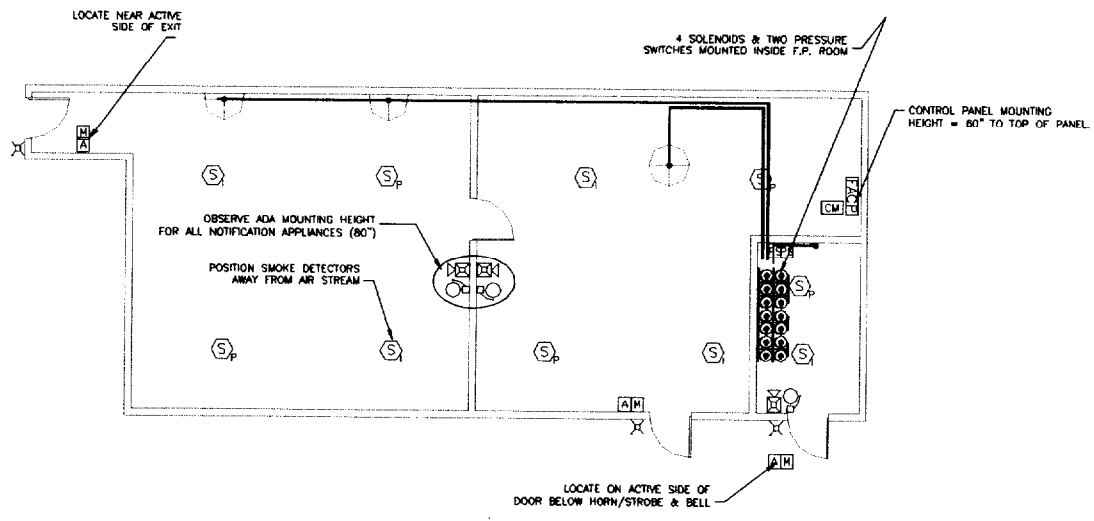 LOCATE NEAR ACTIVE
SIDE OF EXIT
4 SOLENOIDS & TWO PRESSURE
SWITCHES MOUNTED INSIDE F.P. ROOM
CONTROL PANEL MOUNTING
HEIGHT = 60" TO TOP OF PANEL
M
A
S I
S P
S I
S P
CM
FACP
OBSERVE ADA MOUNTING HEIGHT
FOR ALL NOTIFICATION APPLIANCES (80")
POSITION SMOKE DETECTORS
AWAY FROM AIR STREAM
S P
S P
S I
S P
S I
S I
A M
A M
LOCATE ON ACTIVE SIDE OF
DOOR BELOW HORN/STROBE & BELL